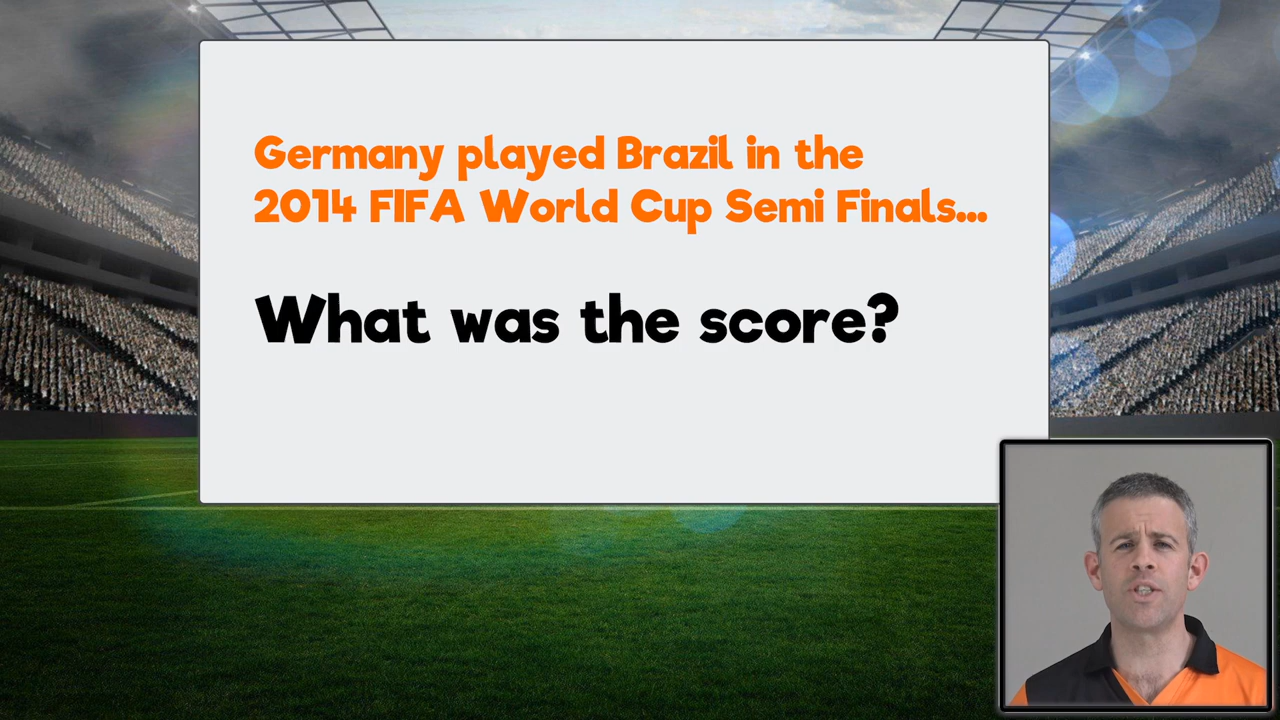 Germany played Brazil in the
2014 FIFA World Cup Semi Finals...
What was the score?